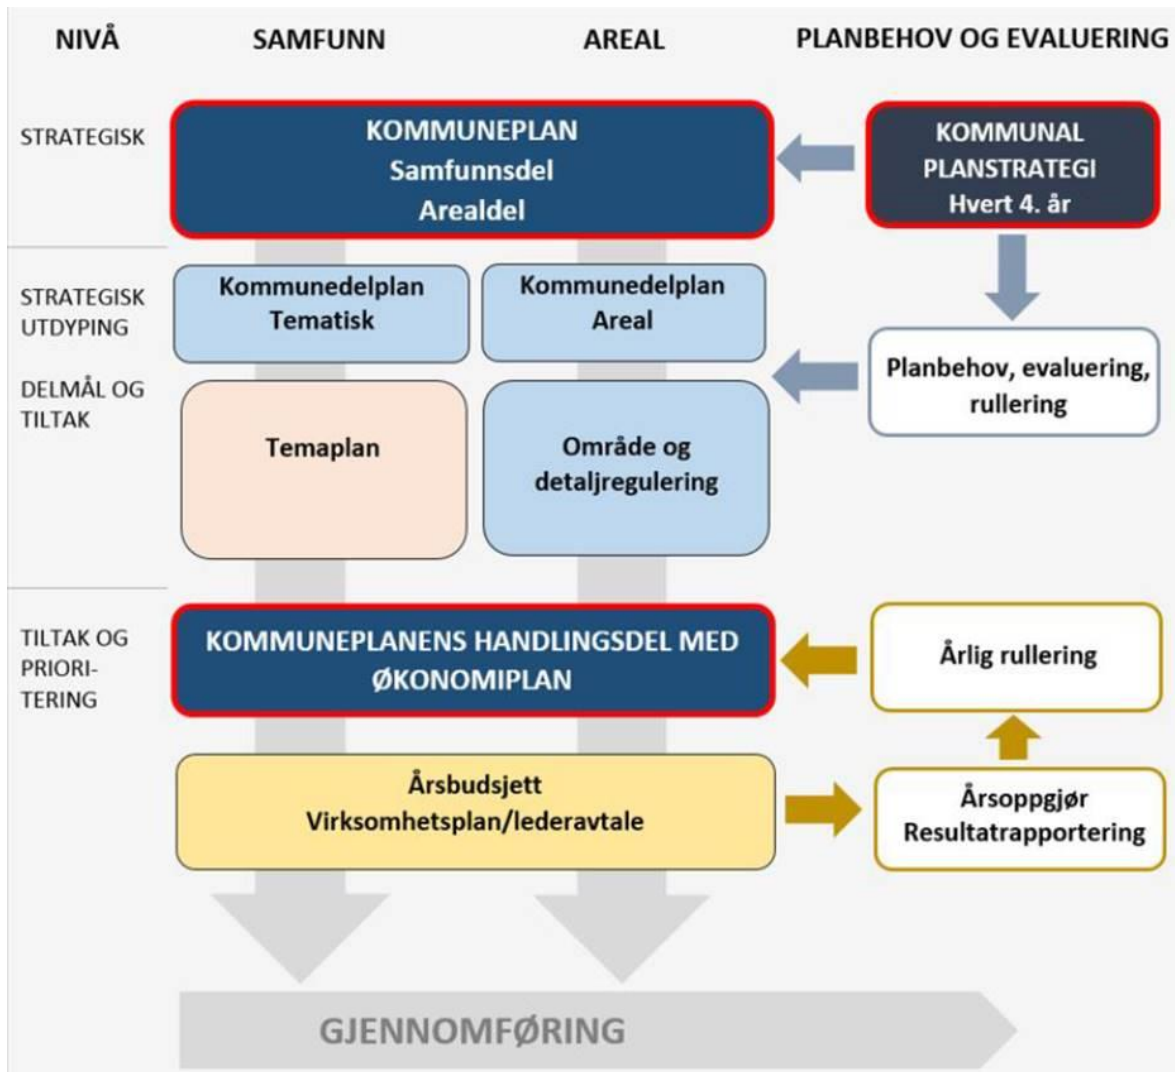 NIVÅ
SAMFUNN
AREAL
PLANBEHOV OG EVALUERING
STRATEGISK
KOMMUNEPLAN
Samfunnsdel
Arealdel
KOMMUNAL
PLANSTRATEGI
Hvert 4. år
STRATEGISK
UTDYPING
Kommunedelplan
Tematisk
Kommunedelplan
Areal
Planbehov, evaluering,
rullering
DELMÅL OG
TILTAK
Temaplan
Område og
detaljregulering
TILTAK OG
PRIORI-
TERING
KOMMUNEPLANENS HANDLINGSDEL MED
ØKONOMIPLAN
Årlig rullering
Årsbudsjett
Virksomhetsplan/lederavtale
Årsoppgjør
Resultatrapportering
GJENNOMFØRING